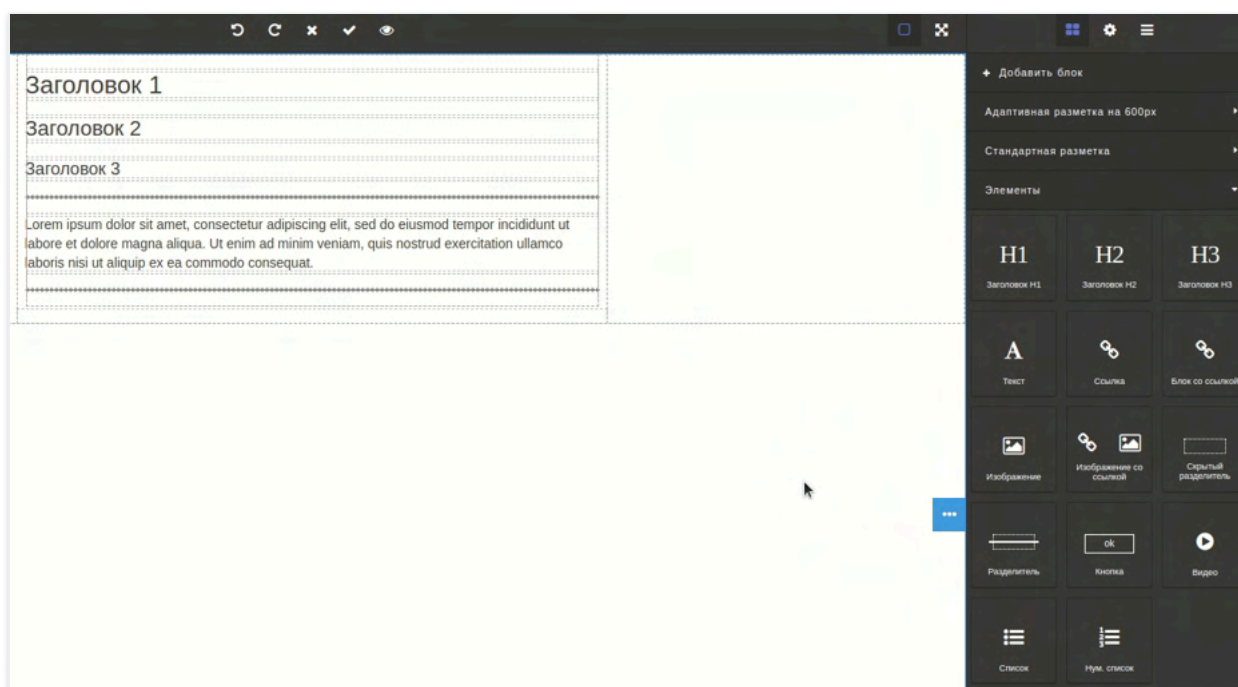 + Добавить блок
Адаптивная разметка на 600px
Стандартная разметка
Элементы
Заголовок 1
Заголовок 2
Заголовок 3
Lorem ipsum dolor sit amet, consectetur adipiscing elit, sed do eiusmod tempor incididunt ut
labore et dolore magna aliqua. Ut enim ad minim veniam, quis nostrud exercitation ullamco
laboris nisi ut aliquip ex ea commodo consequat.
H1 H2 H3
Заголовок H1 Заголовок H2 Заголовок H3
A
Текст Ссылка Блок со ссылкой
Изображение Изображение со
ссылкой
Скрытый
разделитель
ok
Разделитель Кнопка Видео
1
2
3
Список Нум. список